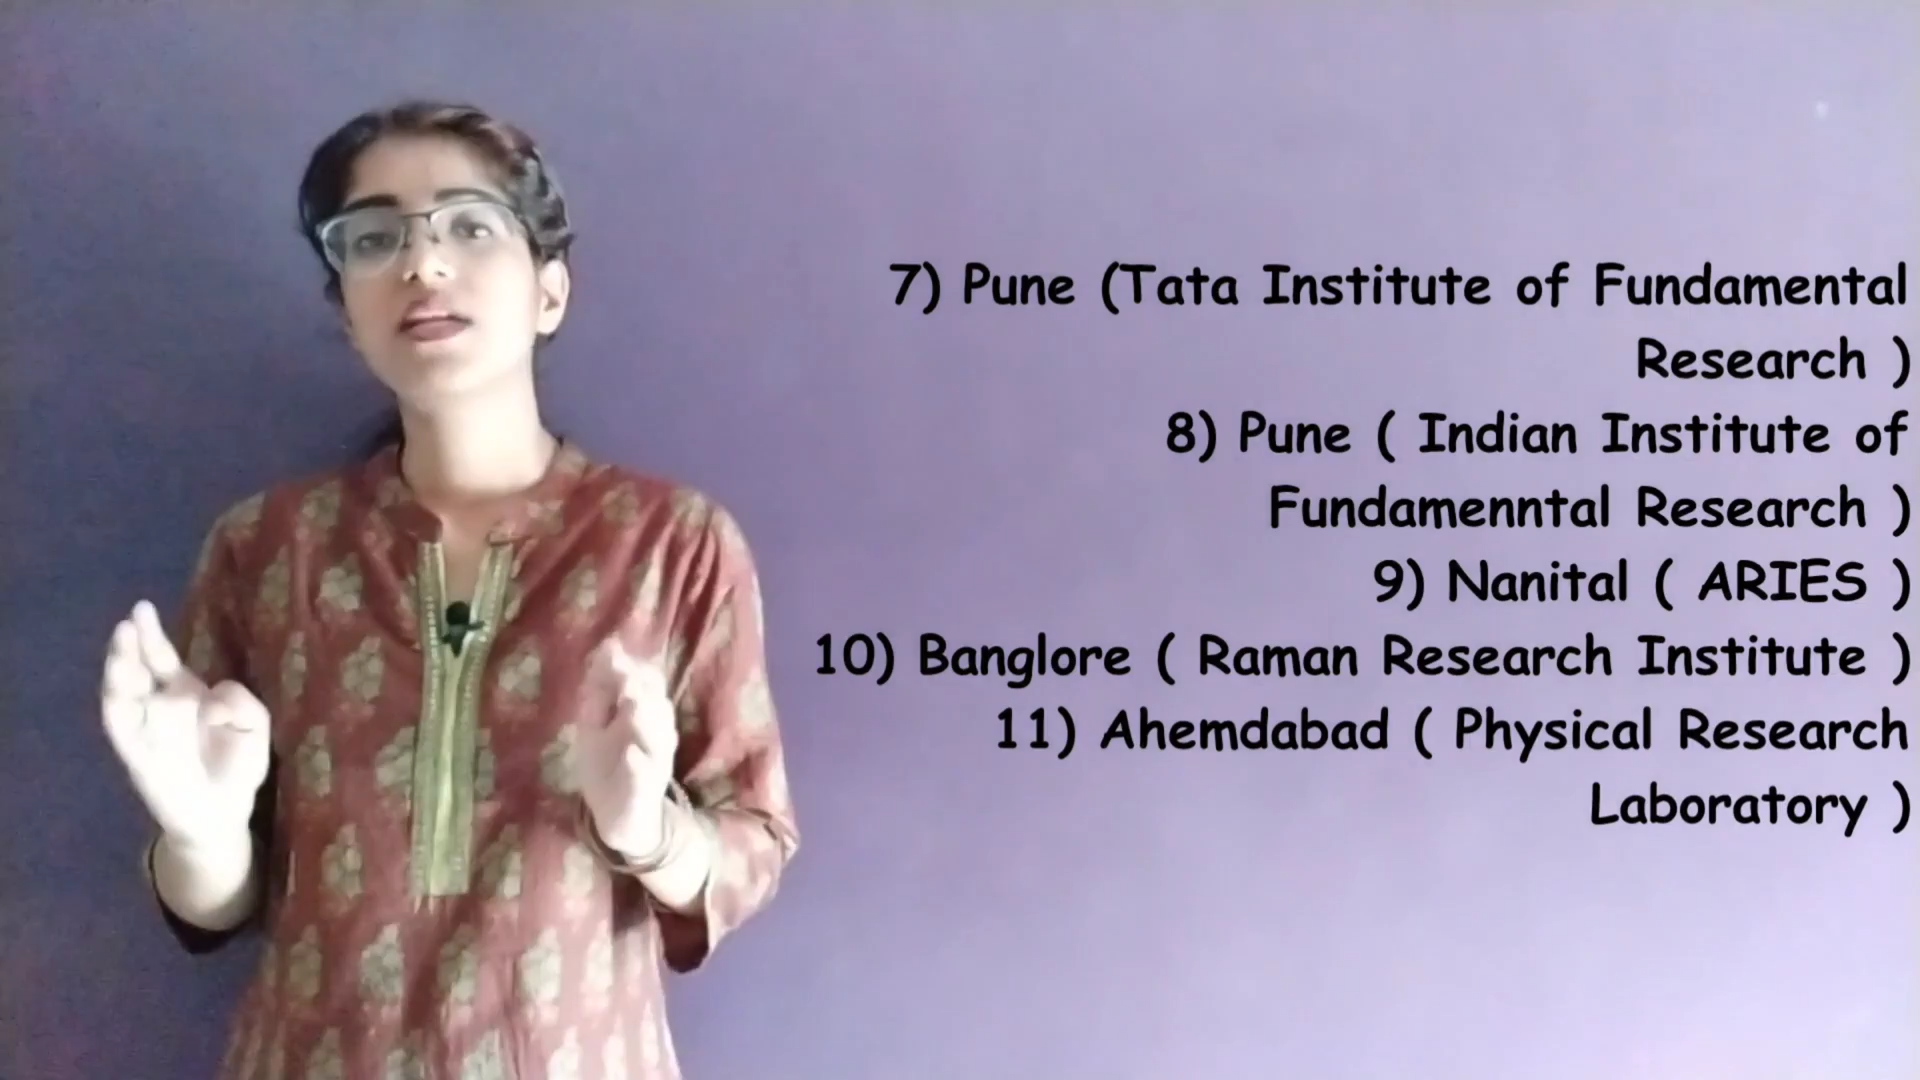 7) Pune (Tata Institute of Fundamental
Research )
8) Pune ( Indian Institute of
Fundamenntal Research )
9) Nanital ( ARIES )
10) Banglore ( Raman Research Institute )
11) Ahemdabad ( Physical Research
Laboratory )